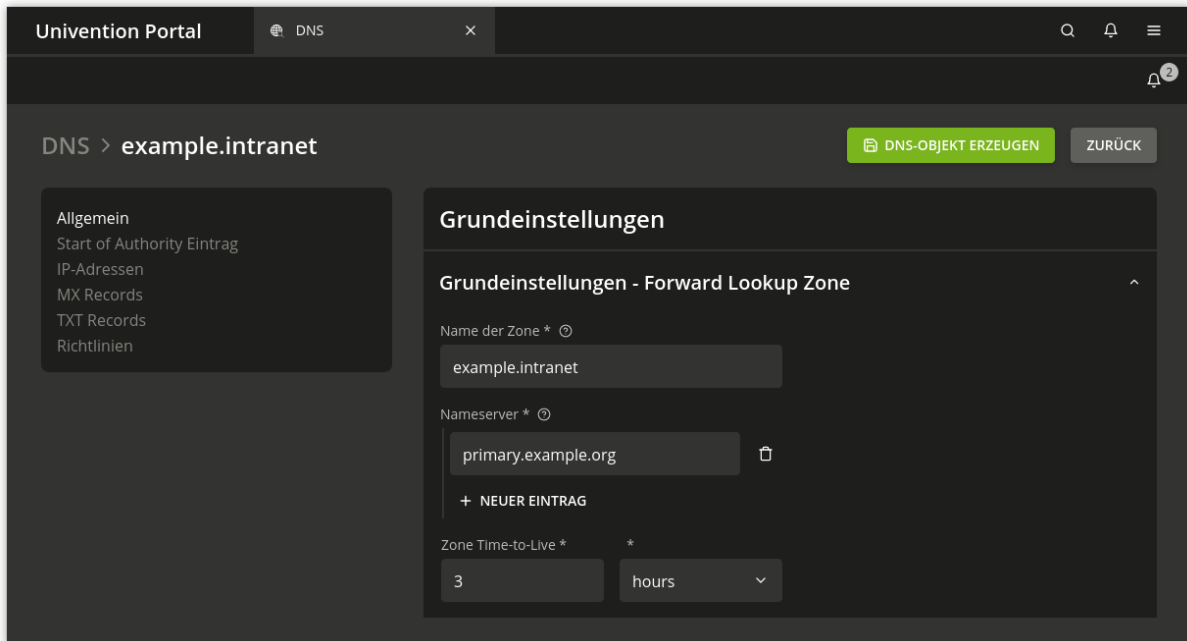 Univention Portal
DNS
2
DNS > example.intranet
DNS-OBJEKT ERZEUGEN
ZURÜCK
Allgemein
Start of Authority Eintrag
IP-Adressen
MX Records
TXT Records
Richtlinien
Grundeinstellungen
Grundeinstellungen - Forward Lookup Zone
Name der Zone *
example.intranet
Nameserver *
primary.example.org
+ NEUER EINTRAG
Zone Time-to-Live * *
3 hours